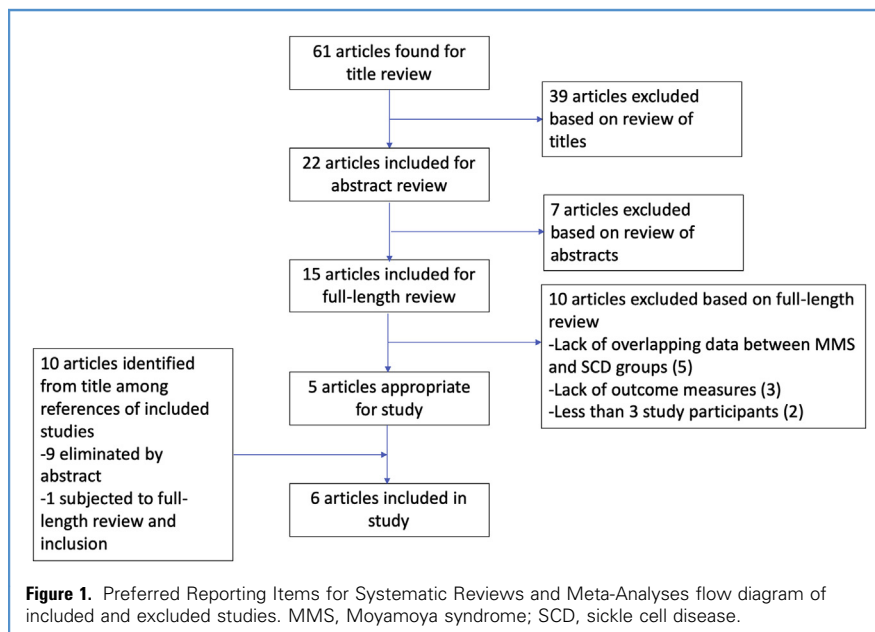 61 articles found for
title review
39 articles excluded
based on review of
titles
22 articles included for
abstract review
7 articles excluded
based on review of
abstracts
15 articles included for
full-length review
10 articles excluded based on full-length
review
-Lack of overlapping data between MMS
and SCD groups (5)
-Lack of outcome measures (3)
-Less than 3 study participants (2)
10 articles identified
from title among
references of included
studies
-9 eliminated by
abstract
-1 subjected to full-
length review and
inclusion
5 articles appropriate
for study
6 articles included in
study
Figure 1. Preferred Reporting Items for Systematic Reviews and Meta-Analyses flow diagram of
included and excluded studies. MMS, Moyamoya syndrome; SCD, sickle cell disease.